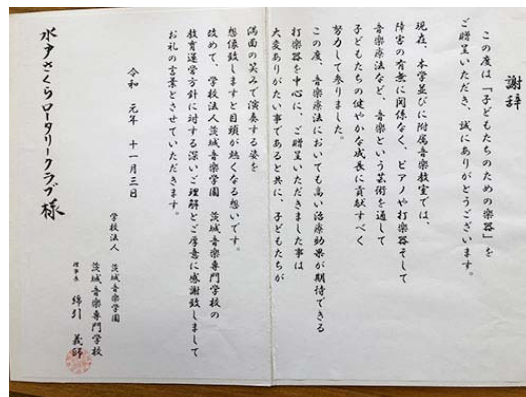 謝辞
この度は「子どもたちのための楽器」を
ご贈呈いただき、誠にありがとうございます。
現在、本学並びに附属音楽教室では、
障害の有無に関係なく、ピアノや打楽器そして
音楽療法など、音楽という芸術を通して
子どもたちの健やかな成長に貢献すべく
努力して参りました。
この度、音楽療法においても高い治療効果が期待できる
打楽器を中心に、ご贈呈いただきました事は
大変ありがたい事であると共に、子どもたちが
満面の笑みで演奏する姿を
想像致しますと目頭が熱くなる想いです。
改めて、学校法人茨城音楽学園 茨城音楽専門学校の
教育運営方針に対する深いご理解とご厚意に感謝致しまして
お礼の言葉とさせていただきます。
令和 元年 十一月三日
学校法人 茨城音楽学園
茨城音楽専門学校
理事長 綿引 義師
水戸さくらロータリークラブ様